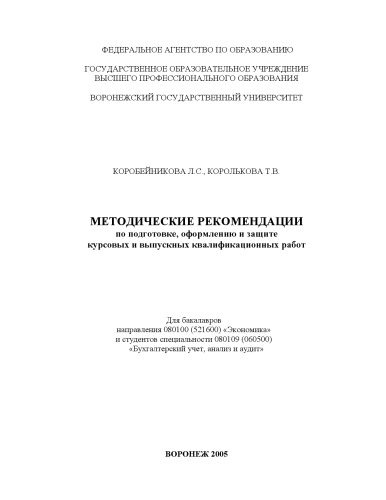 ФЕДЕРАЛЬНОЕ АГЕНТСТВО ПО ОБРАЗОВАНИЮ
ГОСУДАРСТВЕННОЕ ОБРАЗОВАТЕЛЬНОЕ УЧРЕЖДЕНИЕ
ВЫСШЕГО ПРОФЕССИОНАЛЬНОГО ОБРАЗОВАНИЯ
ВОРОНЕЖСКИЙ ГОСУДАРСТВЕННЫЙ УНИВЕРСИТЕТ
КОРОБЕЙНИКОВА Л.С., КОРОЛЬКОВА Т.В.
МЕТОДИЧЕСКИЕ РЕКОМЕНДАЦИИ
по подготовке, оформлению и защите
курсовых и выпускных квалификационных работ
Для бакалавров
направления 080100 (521600) «Экономика»
и студентов специальности 080109 (060500)
«Бухгалтерский учет, анализ и аудит»
ВОРОНЕЖ 2005